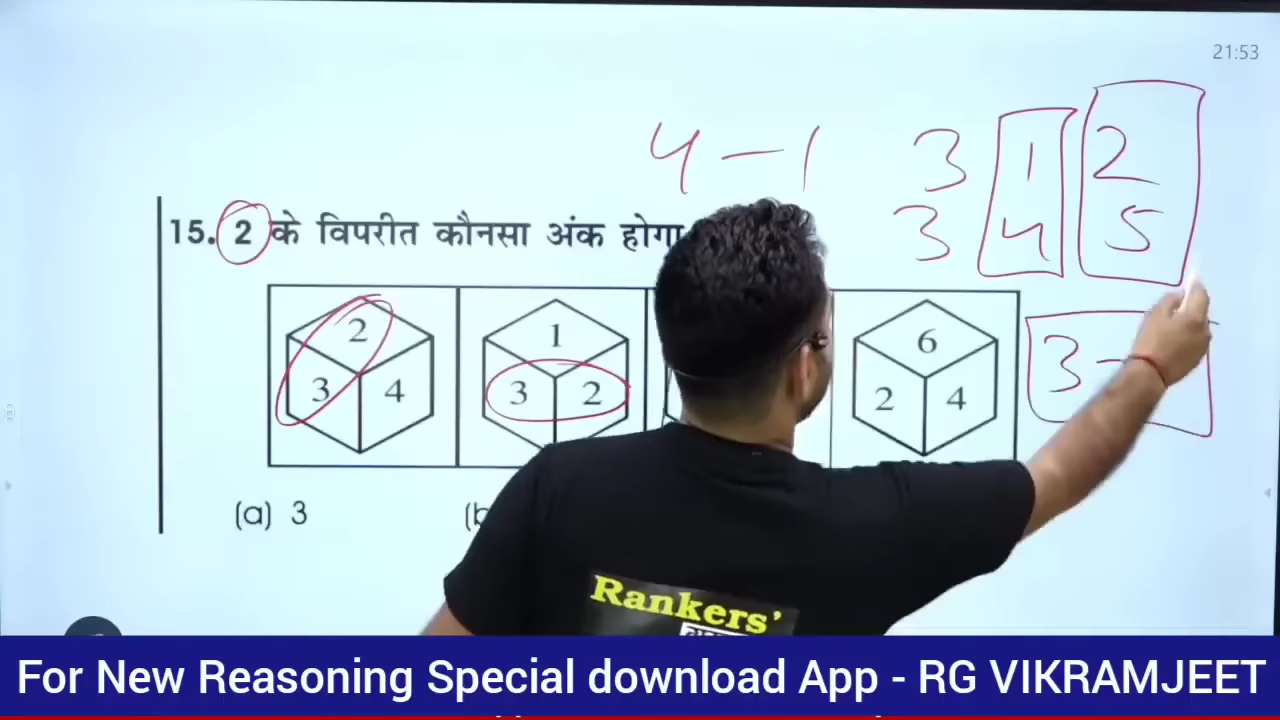 21:53
4 - 1
3 1 2
3 4 5
15. 2 के विपरीत कौनसा अंक होगा
2
3 4
1
3 2
6
2 4
3 -
(a) 3
(b
Rankers'
For New Reasoning Special download App - RG VIKRAMJEET